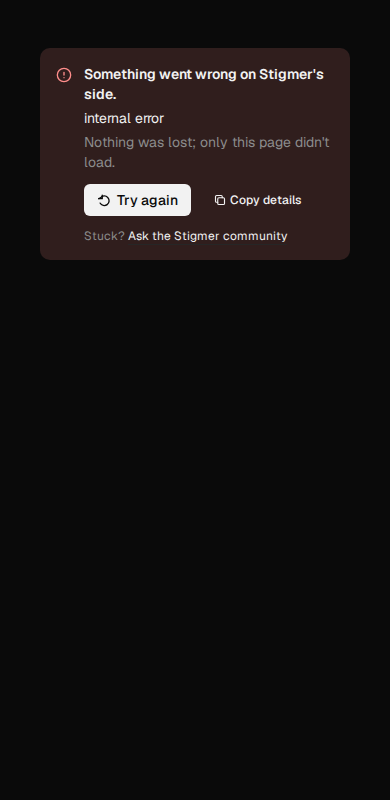 Something went wrong on Stigmer's
side.
internal error
Nothing was lost; only this page didn't
load.
Try again
Copy details
Stuck? Ask the Stigmer community